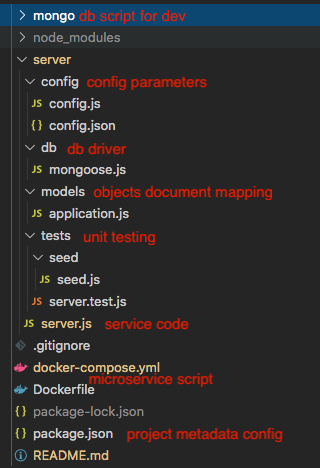 mongo db script for dev
node_modules
server
config config parameters
JS config.js
{ } config.json
db db driver
JS mongoose.js
models objects document mapping
JS application.js
tests unit testing
seed
JS seed.js
JS server.test.js
JS server.js service code
.gitignore
docker-compose.yml
microservice script
Dockerfile
{ } package-lock.json
{ } package.json project metadata config
README.md